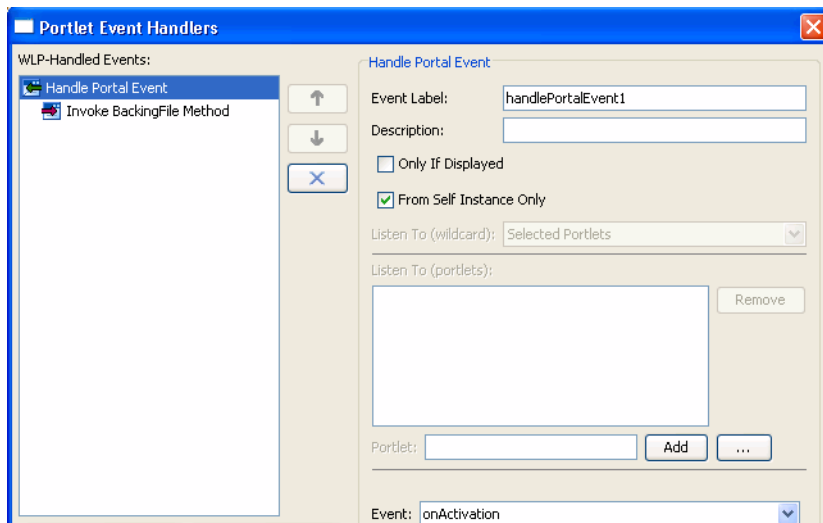 Portlet Event Handlers
WLP-Handled Events:
Handle Portal Event
Invoke BackingFile Method
Handle Portal Event
Event Label: handlePortalEvent1
Description:
Only If Displayed
From Self Instance Only
Listen To (wildcard): Selected Portlets
Listen To (portlets):
Remove
Portlet: Add ...
Event: onActivation